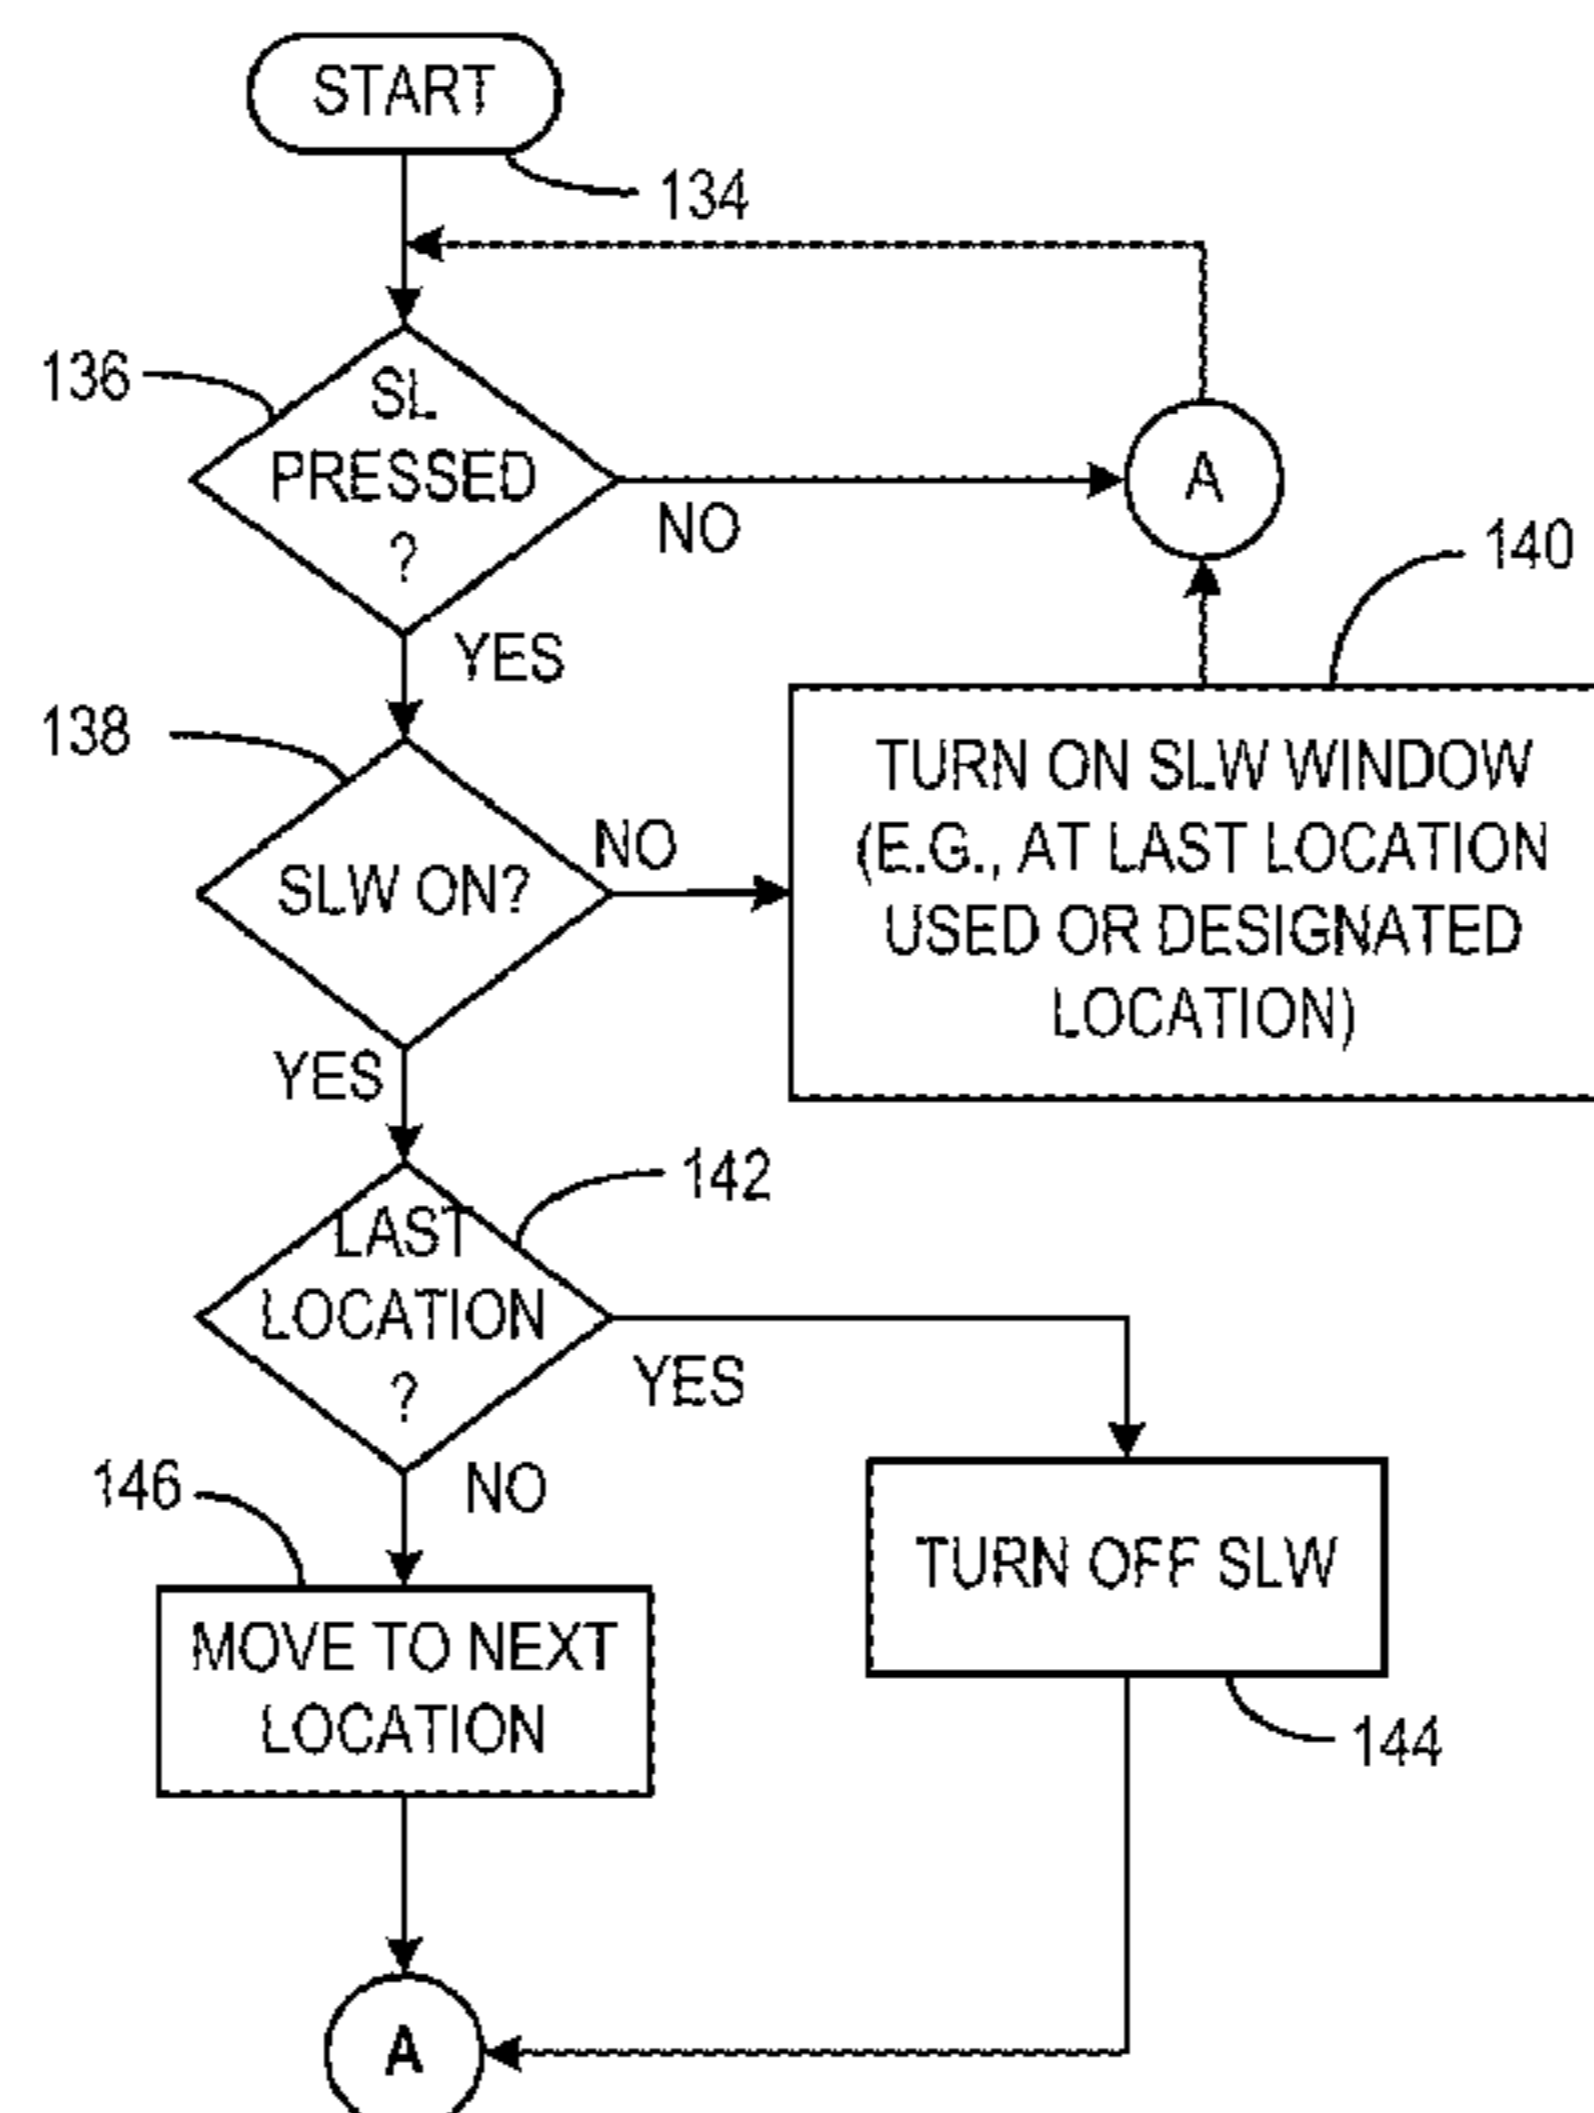 START
134
136
SL
PRESSED
?
NO
A
140
YES
138
SLW ON?
NO
TURN ON SLW WINDOW
(E.G., AT LAST LOCATION
USED OR DESIGNATED
LOCATION)
YES
142
LAST
LOCATION
?
YES
NO
146
MOVE TO NEXT
LOCATION
TURN OFF SLW
144
A